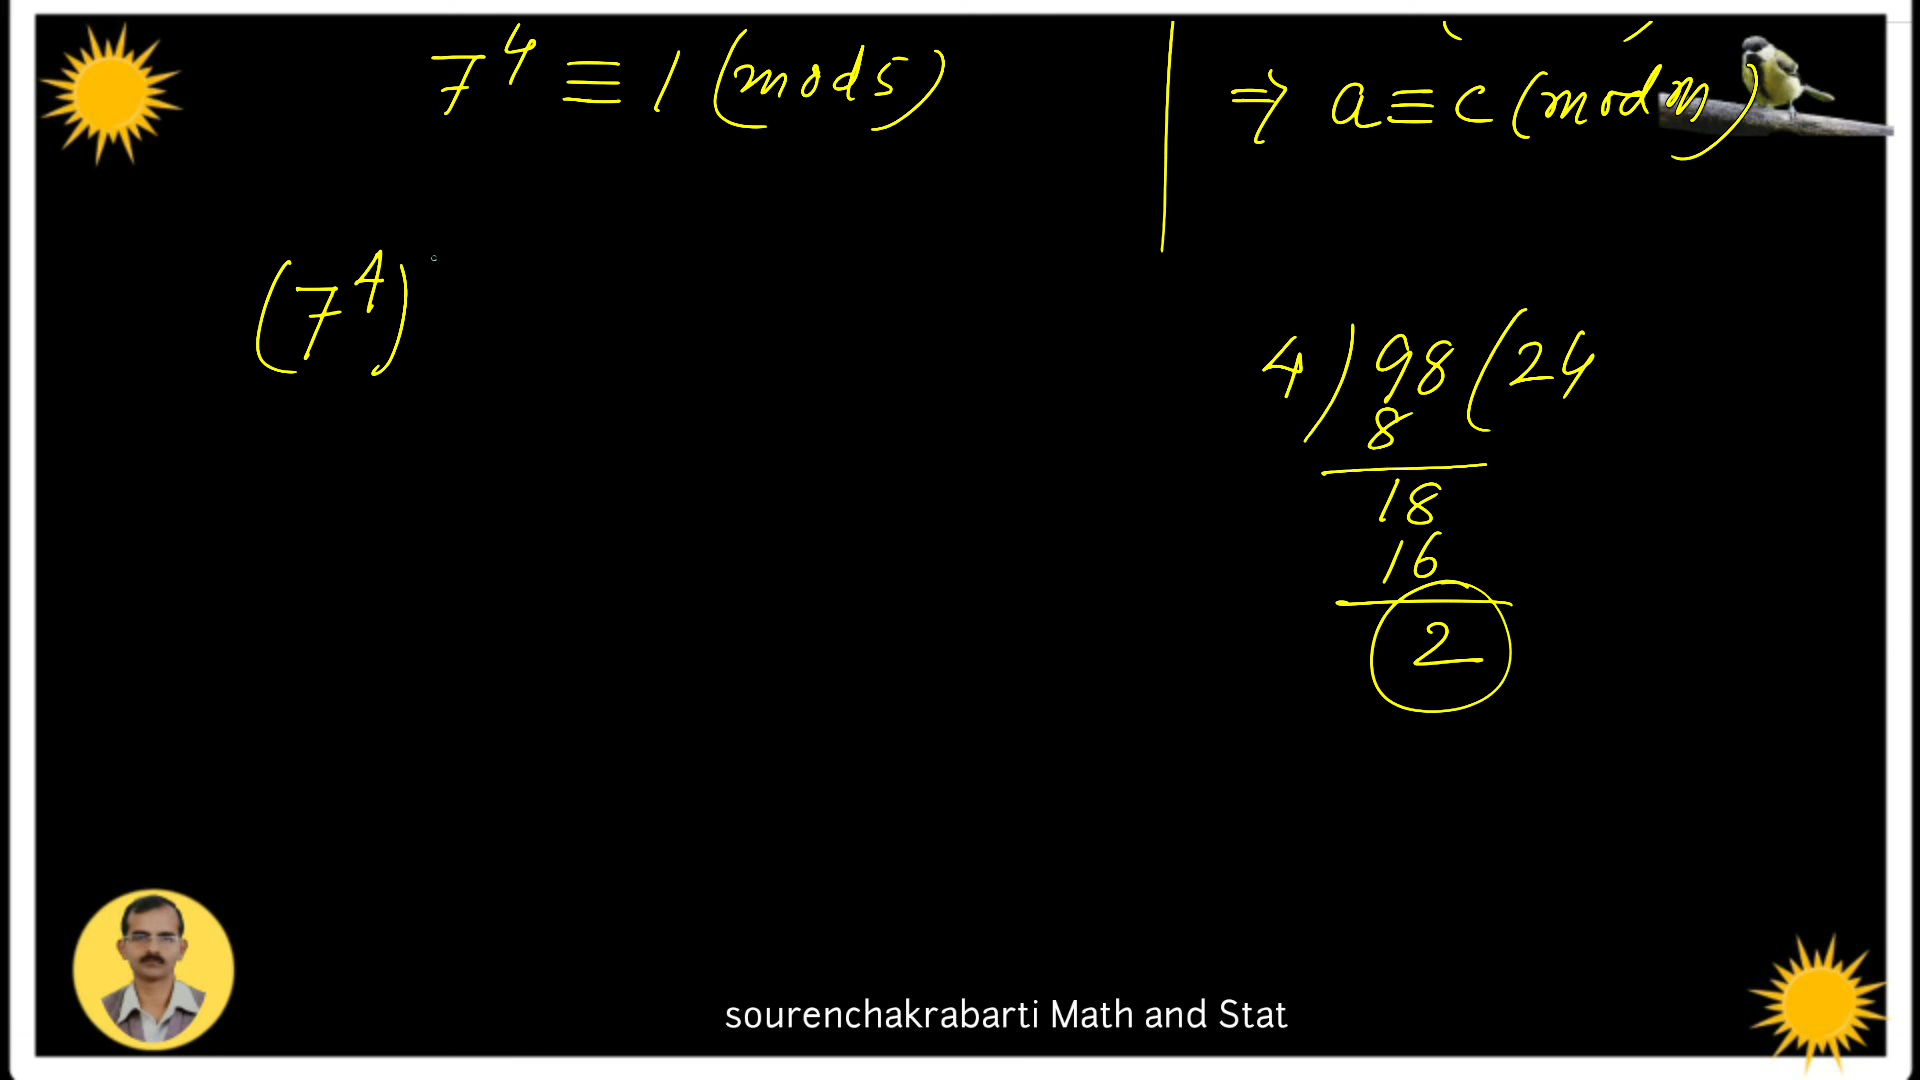 7⁴ ≡ 1 (mod 5)
⇒ a ≡ c (mod m)
(7⁴)
4) 98 (24
8
18
16
2
sourenchakrabarti Math and Stat